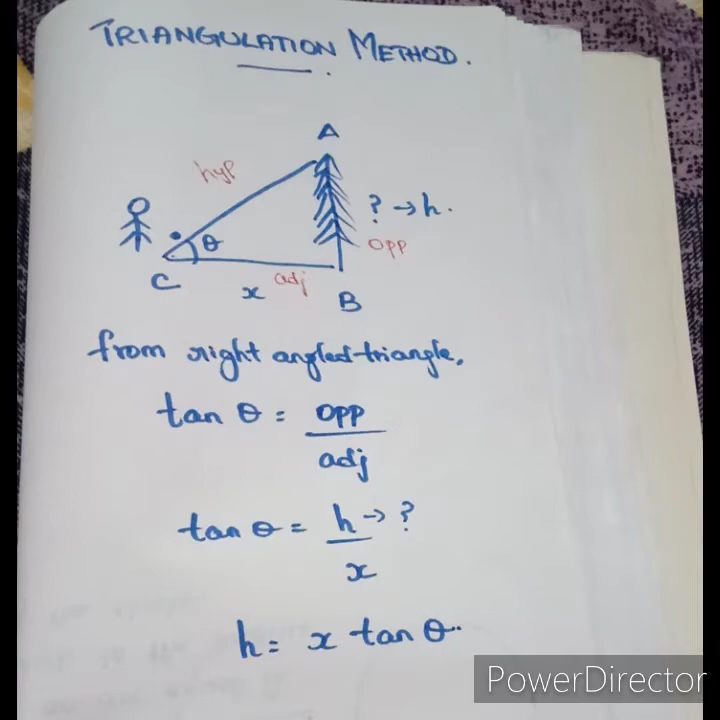 TRIANGULATION METHOD.
A
hyp
? → h.
θ
opp
C
x
adj
B
from right angled triangle,
tan θ = opp
adj
tan θ = h → ?
x
h = x tan θ
PowerDirector